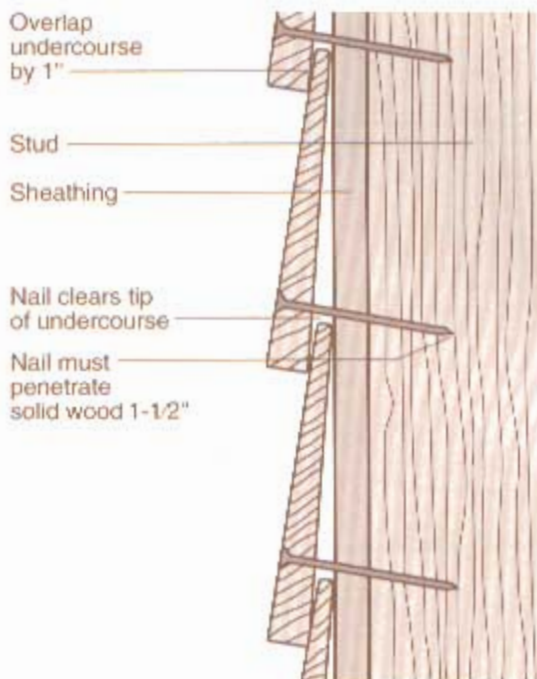 Overlap
undercourse
by 1"
Stud
Sheathing
Nail clears tip
of undercourse
Nail must
penetrate
solid wood 1-1/2"